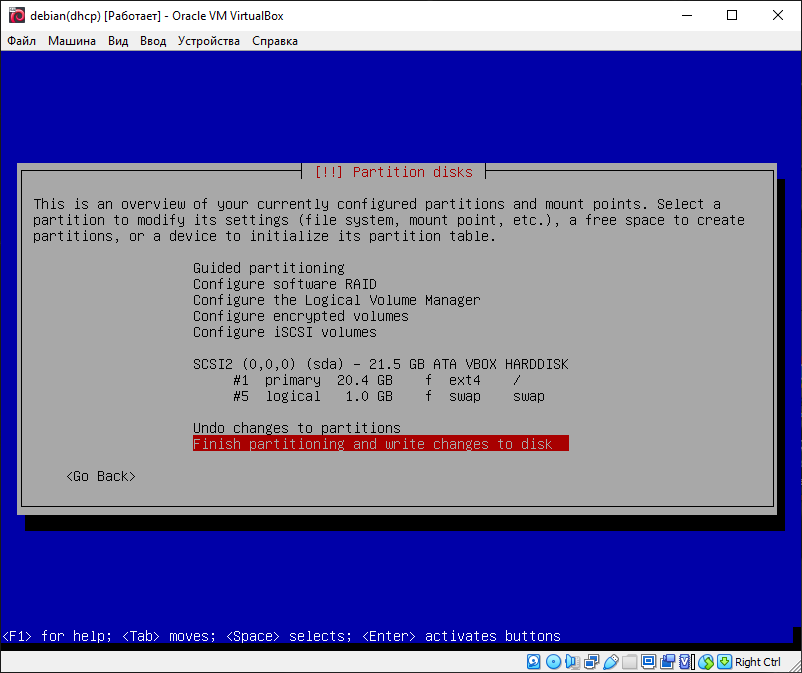 debian(dhcp) [Работает] - Oracle VM VirtualBox
Файл Машина Вид Ввод Устройства Справка
[!!] Partition disks
This is an overview of your currently configured partitions and mount points. Select a
partition to modify its settings (file system, mount point, etc.), a free space to create
partitions, or a device to initialize its partition table.
Guided partitioning
Configure software RAID
Configure the Logical Volume Manager
Configure encrypted volumes
Configure iSCSI volumes
SCSI2 (0,0,0) (sda) - 21.5 GB ATA VBOX HARDDISK
#1 primary 20.4 GB f ext4 /
#5 logical 1.0 GB f swap swap
Undo changes to partitions
Finish partitioning and write changes to disk
<Go Back>
<F1> for help; <Tab> moves; <Space> selects; <Enter> activates buttons
Right Ctrl